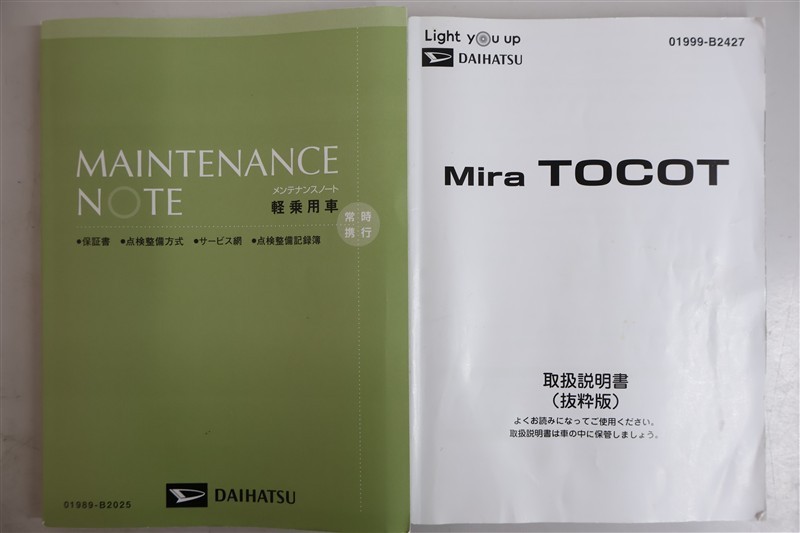 MAINTENANCE
NOTE
メンテナンスノート
軽乗用車
常時
携行
●保証書 ●点検整備方式 ●サービス網 ●点検整備記録簿
DAIHATSU
01989-B2025
Light you up
DAIHATSU
01999-B2427
Mira TOCOT
取扱説明書
（抜粋版）
よくお読みになってご使用ください。
取扱説明書は車の中に保管しましょう。